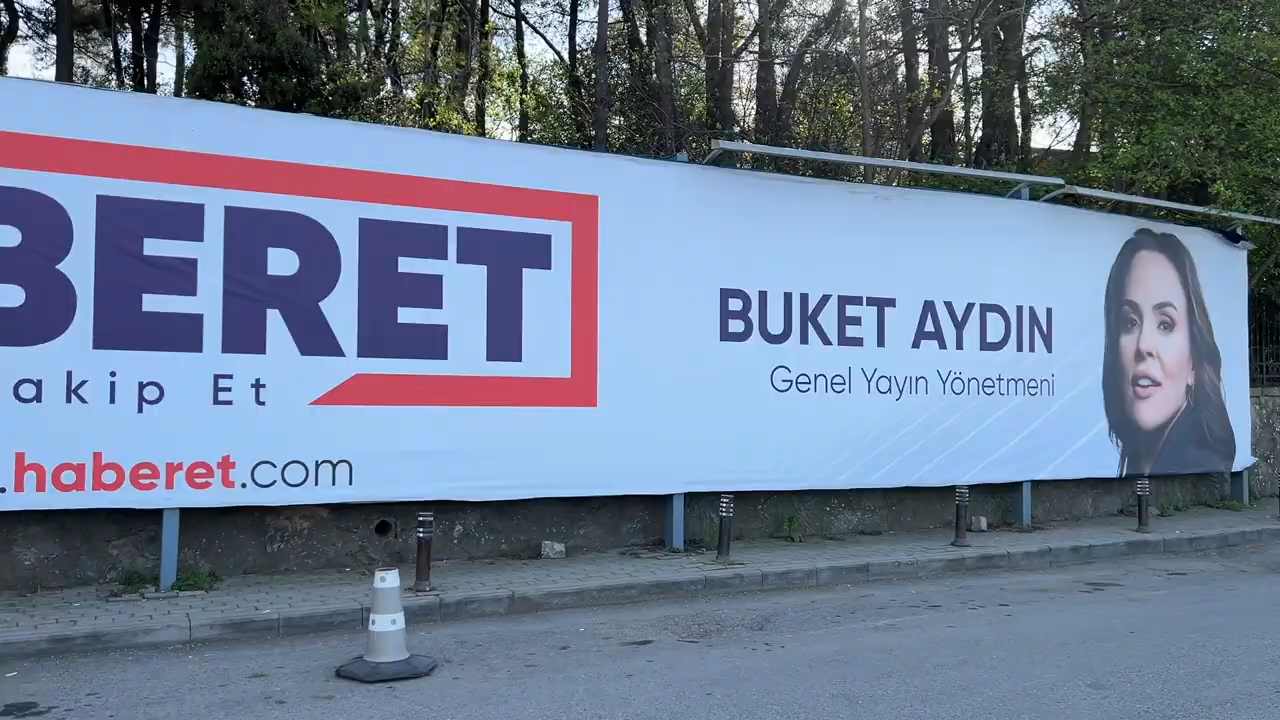 BERET
akip Et
.haberet.com
BUKET AYDIN
Genel Yayın Yönetmeni